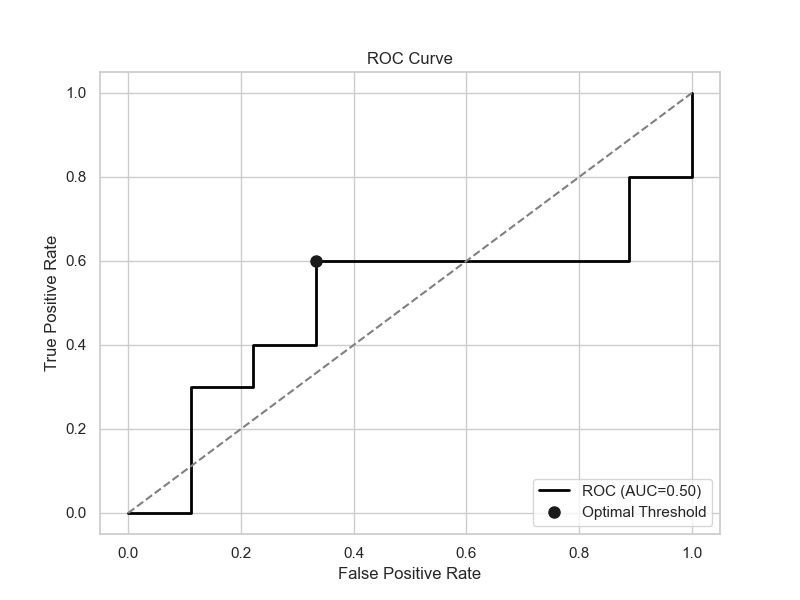 ROC Curve
True Positive Rate
1.0
0.8
0.6
0.4
0.2
0.0
0.0 0.2 0.4 0.6 0.8 1.0
False Positive Rate
ROC (AUC=0.50)
Optimal Threshold